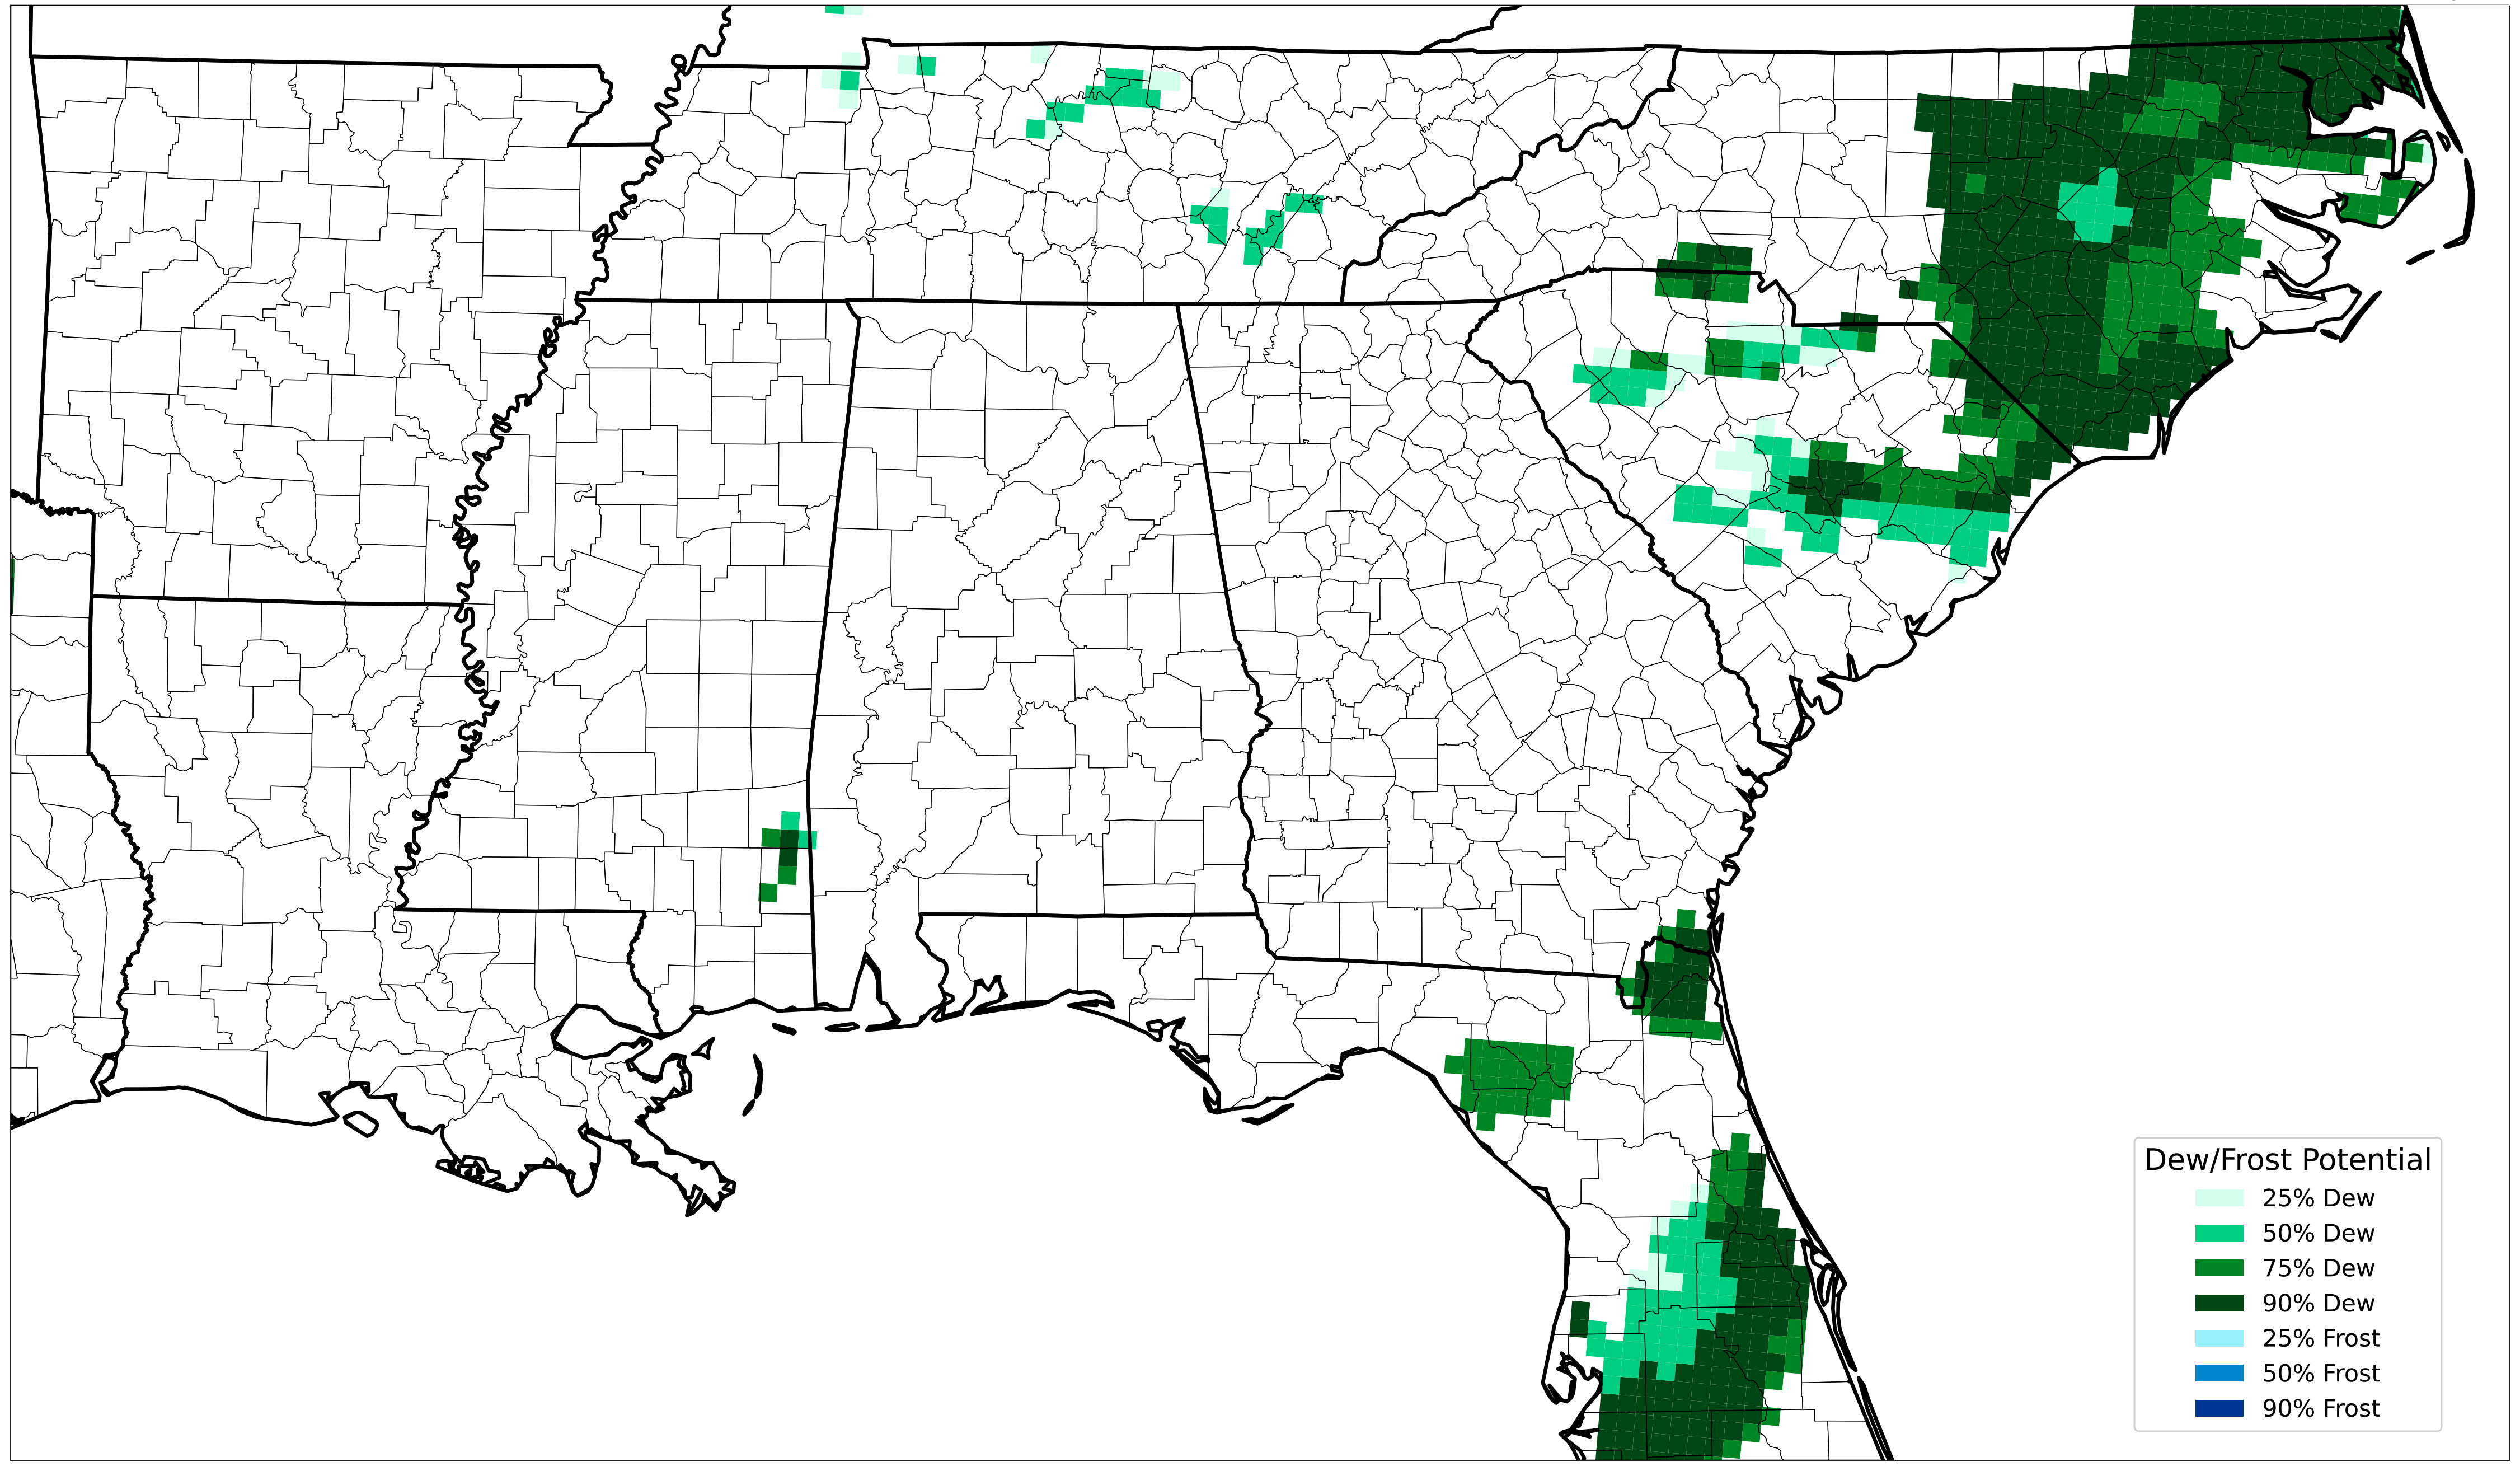 Dew/Frost Potential
25% Dew
50% Dew
75% Dew
90% Dew
25% Frost
50% Frost
90% Frost